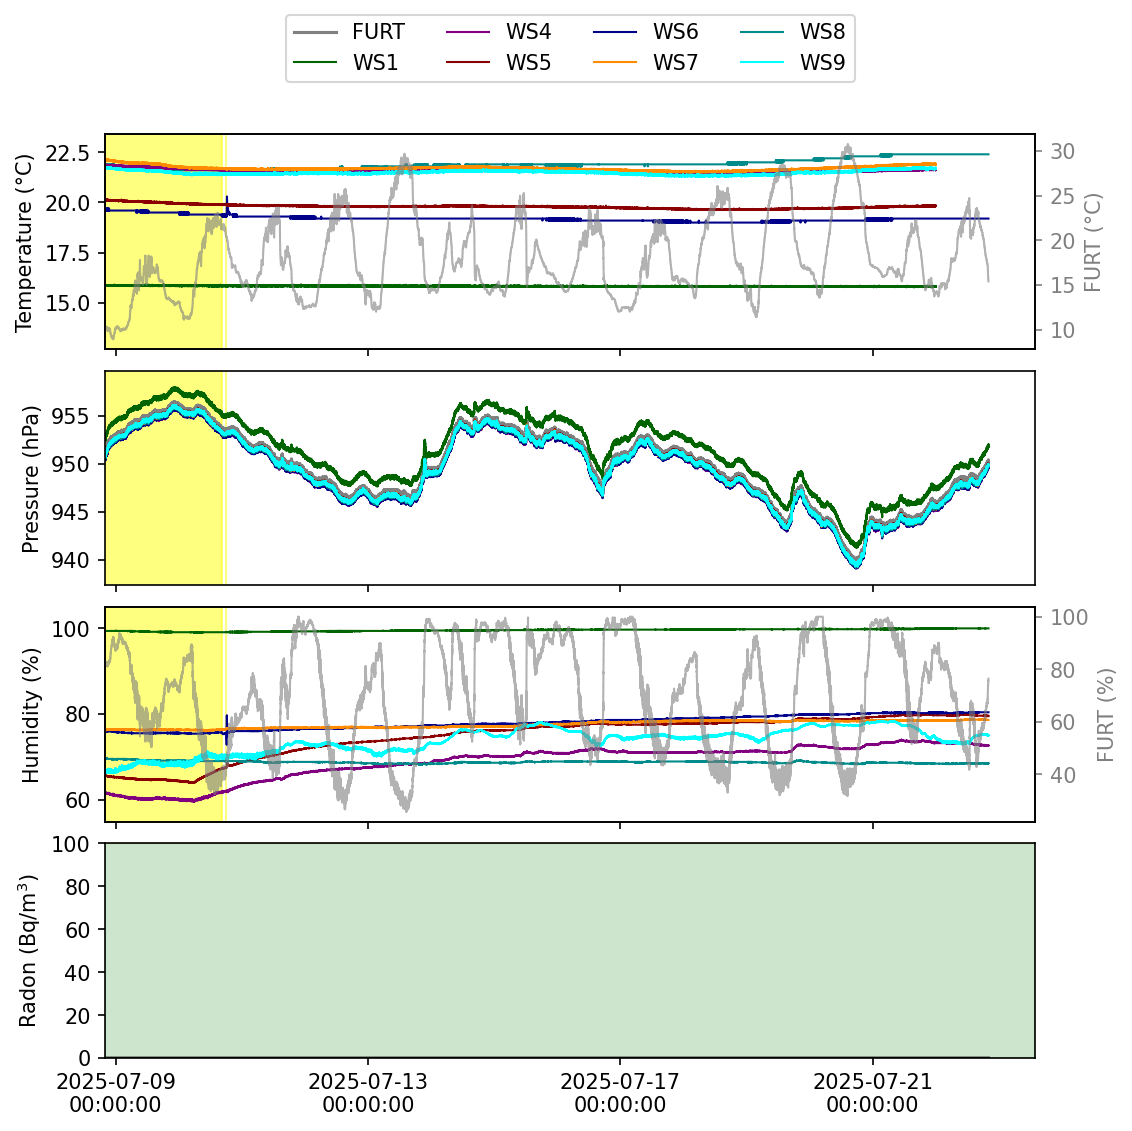 FURT WS4 WS6 WS8
WS1 WS5 WS7 WS9
Temperature (°C)
22.5
20.0
17.5
15.0
30
25
20
15
10
FURT (°C)
Pressure (hPa)
955
950
945
940
Humidity (%)
100
80
60
100
80
60
40
FURT (%)
Radon (Bq/m³)
100
80
60
40
20
0
2025-07-09 2025-07-13 2025-07-17 2025-07-21
00:00:00 00:00:00 00:00:00 00:00:00